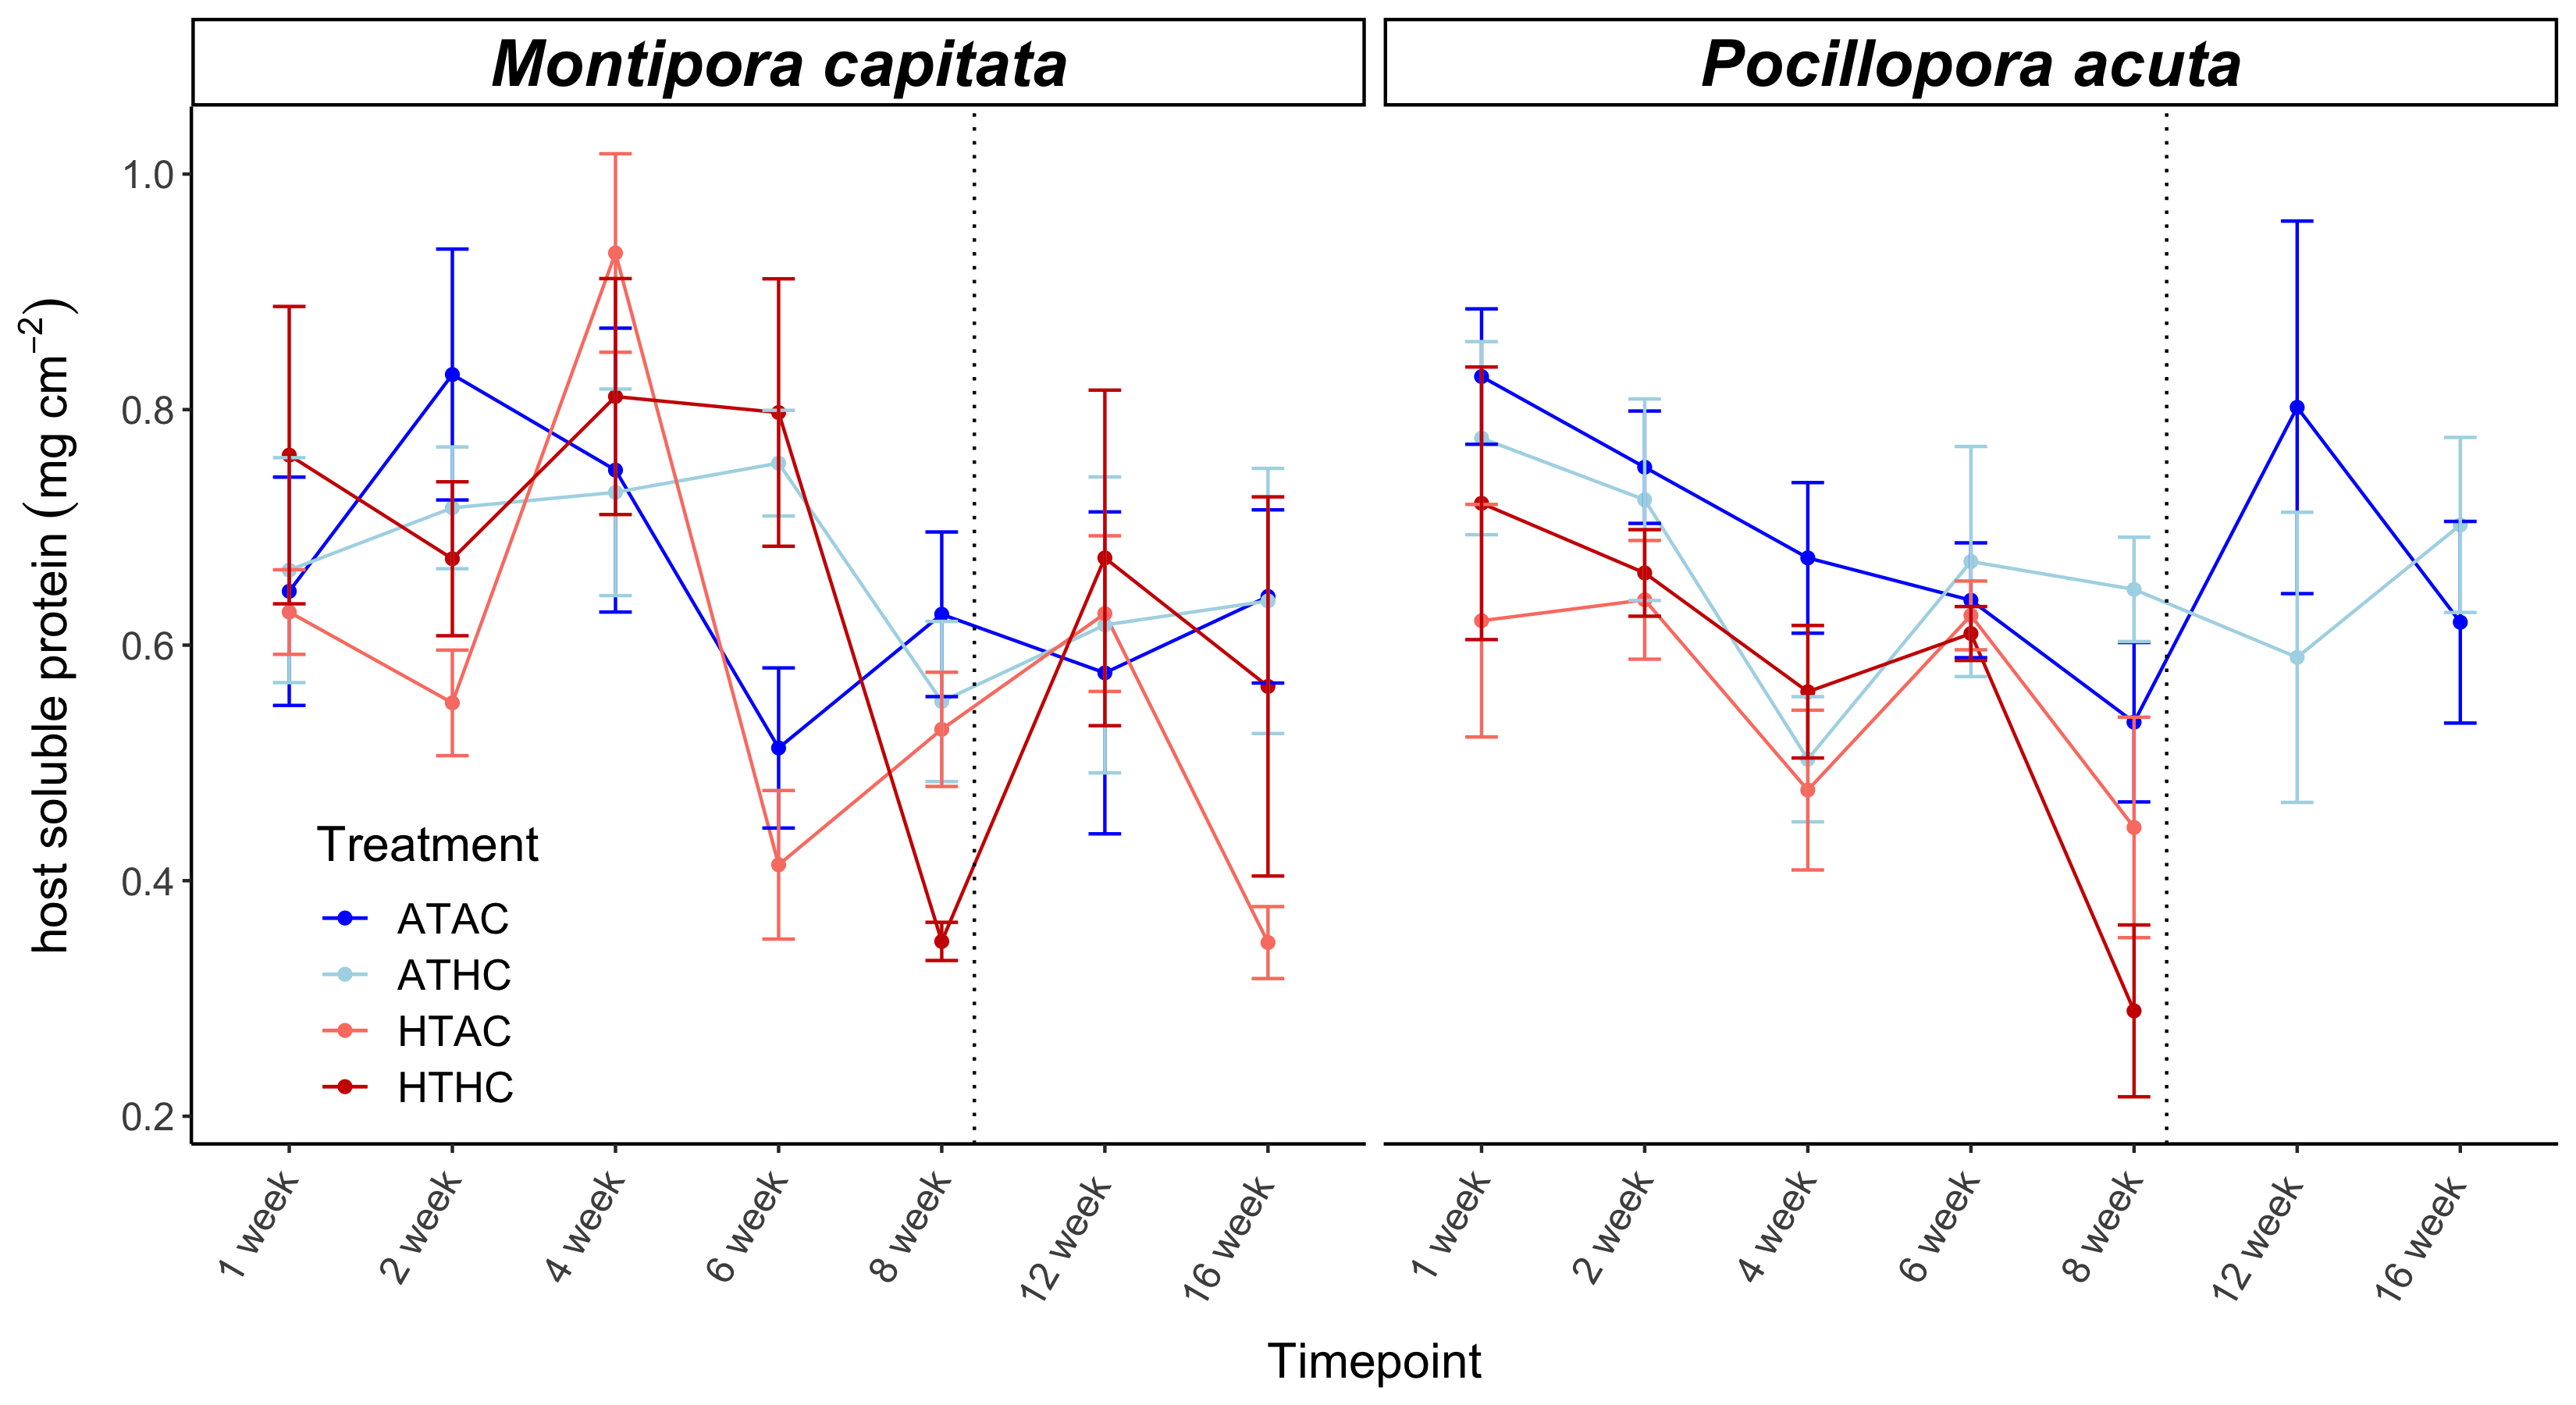 Montipora capitata
Pocillopora acuta
host soluble protein (mg cm⁻²)
1.0
0.8
0.6
0.4
0.2
Treatment
ATAC
ATHC
HTAC
HTHC
1 week
2 week
4 week
6 week
8 week
12 week
16 week
1 week
2 week
4 week
6 week
8 week
12 week
16 week
Timepoint